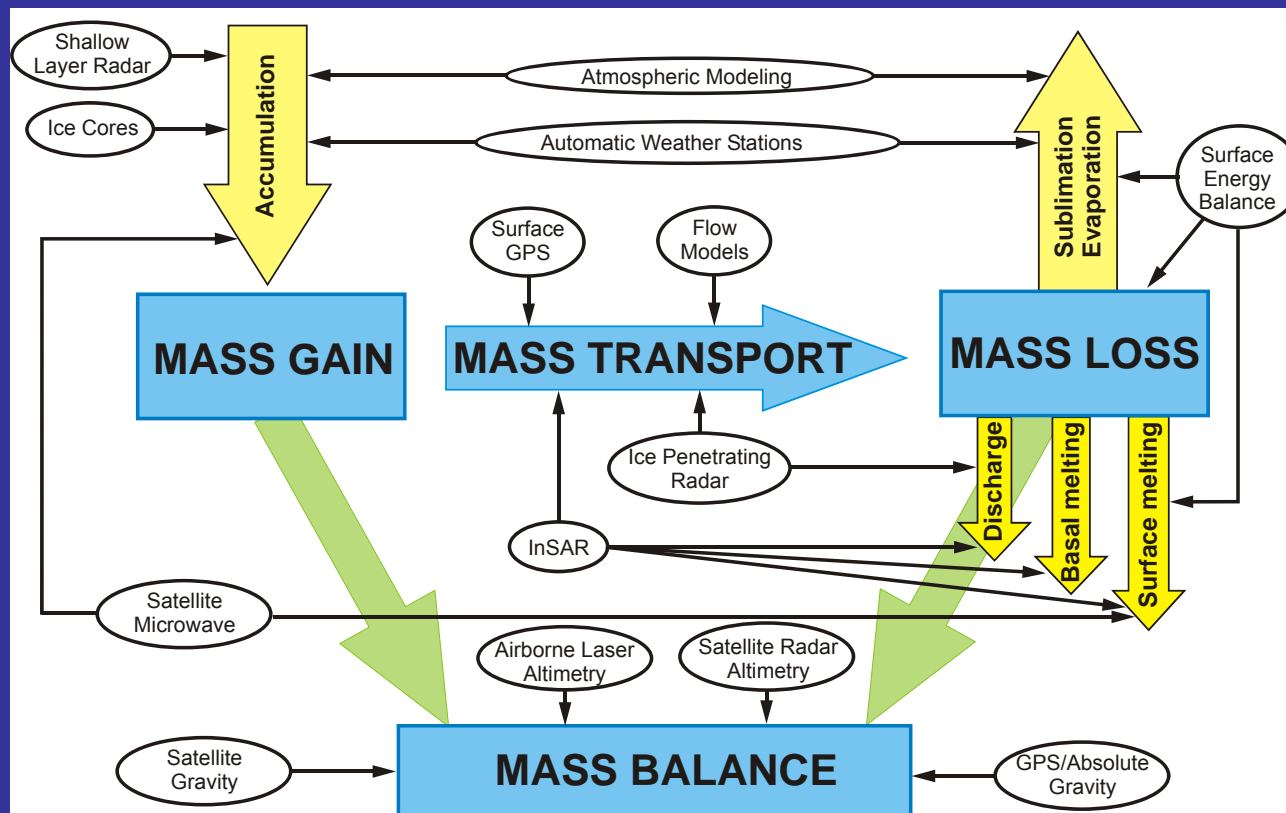 Shallow
Layer Radar
Ice Cores
Accumulation
Atmospheric Modeling
Automatic Weather Stations
Sublimation
Evaporation
Surface
Energy
Balance
Surface
GPS
Flow
Models
MASS GAIN
MASS TRANSPORT
MASS LOSS
Ice Penetrating
Radar
Discharge
Basal melting
Surface melting
InSAR
Satellite
Microwave
Airborne Laser
Altimetry
Satellite Radar
Altimetry
Satellite
Gravity
MASS BALANCE
GPS/Absolute
Gravity